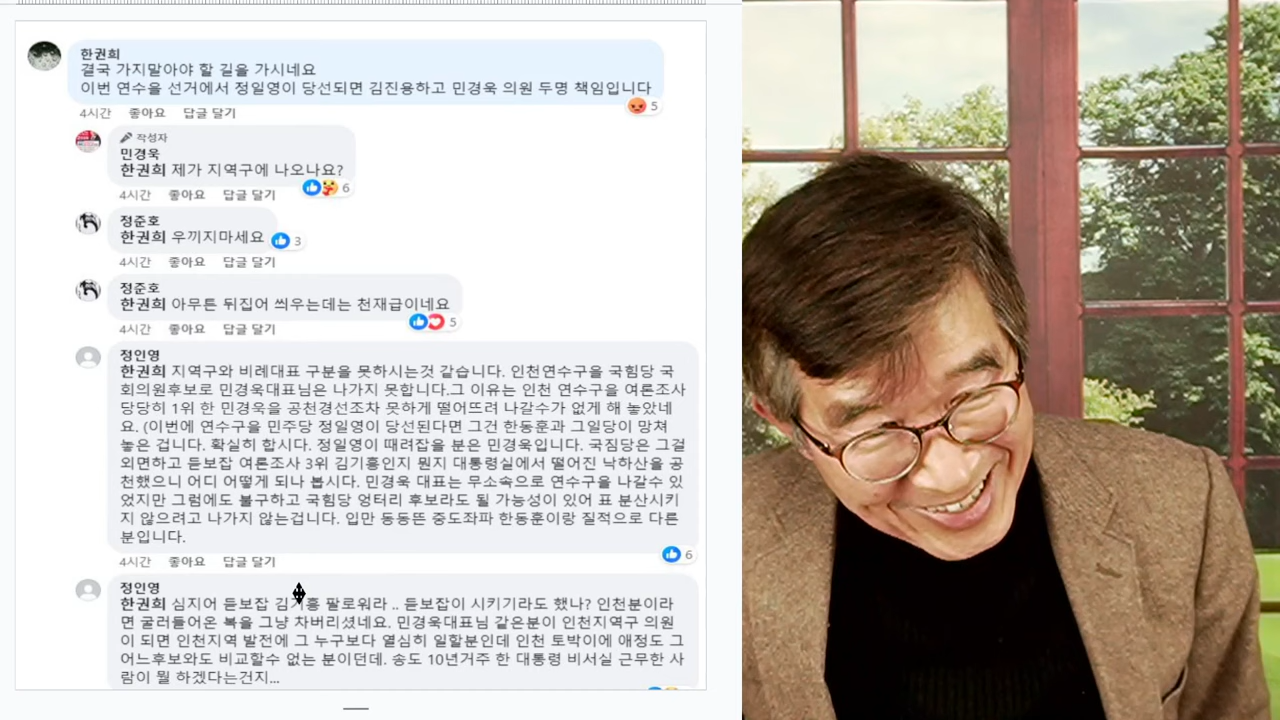 한권희
결국 가지말아야 할 길을 가시네요
이번 연수을 선거에서 정일영이 당선되면 김진용하고 민경욱 의원 두명 책임입니다
5
4시간 좋아요 답글 달기
작성자
민경욱
한권희 제가 지역구에 나오나요?
6
4시간 좋아요 답글 달기
정준호
한권희 우끼지마세요
3
4시간 좋아요 답글 달기
정준호
한권희 아무튼 뒤집어 씌우는데는 천재급이네요
5
4시간 좋아요 답글 달기
정인영
한권희 지역구와 비례대표 구분을 못하시는것 같습니다. 인천연수구을 국힘당 국
회의원후보로 민경욱대표님은 나가지 못합니다.그 이유는 인천 연수구을 여론조사
당당히 1위 한 민경욱을 공천경선조차 못하게 떨어뜨려 나갈수가 없게 해 놓았네
요. (이번에 연수구을 민주당 정일영이 당선된다면 그건 한동훈과 그일당이 망쳐
놓은 겁니다. 확실히 합시다. 정일영이 때려잡을 분은 민경욱입니다. 국짐당은 그걸
외면하고 듣보잡 여론조사 3위 김기흥인지 뭔지 대통령실에서 떨어진 낙하산을 공
천했으니 어디 어떻게 되나 봅시다. 민경욱 대표는 무소속으로 연수구을 나갈수 있
었지만 그럼에도 불구하고 국힘당 엉터리 후보라도 될 가능성이 있어 표 분산시키
지 않으려고 나가지 않는겁니다. 입만 동동뜬 중도좌파 한동훈이랑 질적으로 다른
분입니다.
6
4시간 좋아요 답글 달기
정인영
한권희 심지어 듣보잡 김기흥 팔로워라 .. 듣보잡이 시키기라도 했나? 인천분이라
면 굴러들어온 복을 그냥 차버리셨네요. 민경욱대표님 같은분이 인천지역구 의원
이 되면 인천지역 발전에 그 누구보다 열심히 일할분인데 인천 토박이에 애정도 그
어느후보와도 비교할수 없는 분이던데. 송도 10년거주 한 대통령 비서실 근무한 사
람이 뭘 하겠다는건지...